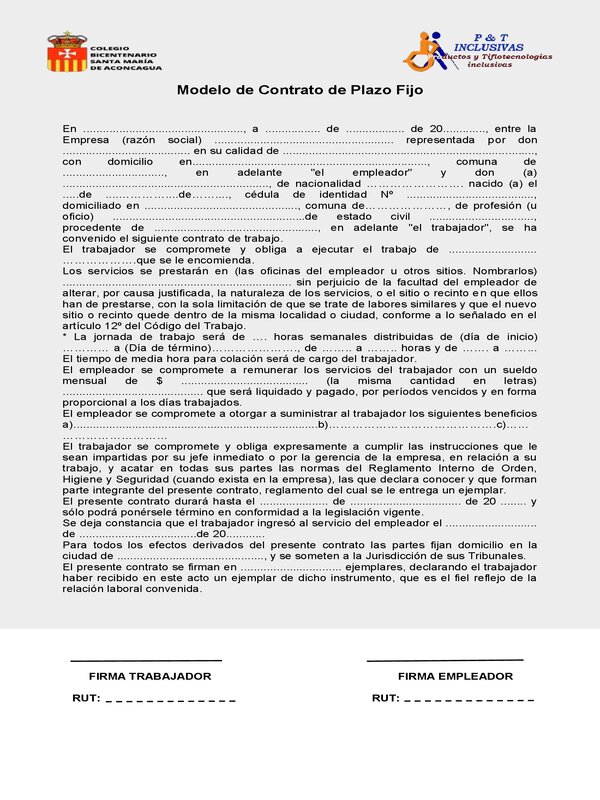 COLEGIO
BICENTENARIO
SANTA MARÍA
DE ACONCAGUA
P & T
INCLUSIVAS
ductos y Tiflotecnologías
inclusivas
Modelo de Contrato de Plazo Fijo
En ................................................., a ................. de .................. de 20............., entre la
Empresa (razón social) ....................................................... representada por don
....................................... en su calidad de .............................................................................,
con domicilio en........................................................................, comuna de
..............................., en adelante "el empleador" y don (a)
..............................................................., de nacionalidad ……………………. nacido (a) el
.....de ...……………..de………., cédula de identidad Nº .......................................,
domiciliado en ..............................................., comuna de…………………, de profesión (u
oficio) ...........................................................de estado civil ................................,
procedente de .................................................., en adelante "el trabajador", se ha
convenido el siguiente contrato de trabajo.
El trabajador se compromete y obliga a ejecutar el trabajo de ...........................
……………….que se le encomienda.
Los servicios se prestarán en (las oficinas del empleador u otros sitios. Nombrarlos)
...................................................................... sin perjuicio de la facultad del empleador de
alterar, por causa justificada, la naturaleza de los servicios, o el sitio o recinto en que ellos
han de prestarse, con la sola limitación de que se trate de labores similares y que el nuevo
sitio o recinto quede dentro de la misma localidad o ciudad, conforme a lo señalado en el
artículo 12º del Código del Trabajo.
* La jornada de trabajo será de …. horas semanales distribuidas de (día de inicio)
………… a (Día de término)…………………, de …….. a …….. horas y de ……. a ……...
El tiempo de media hora para colación será de cargo del trabajador.
El empleador se compromete a remunerar los servicios del trabajador con un sueldo
mensual de $ ....................................... (la misma cantidad en letras)
........................................... que será liquidado y pagado, por períodos vencidos y en forma
proporcional a los días trabajados.
El empleador se compromete a otorgar a suministrar al trabajador los siguientes beneficios
a)...........................................................................b)…………………………………….c)……
………………………
El trabajador se compromete y obliga expresamente a cumplir las instrucciones que le
sean impartidas por su jefe inmediato o por la gerencia de la empresa, en relación a su
trabajo, y acatar en todas sus partes las normas del Reglamento Interno de Orden,
Higiene y Seguridad (cuando exista en la empresa), las que declara conocer y que forman
parte integrante del presente contrato, reglamento del cual se le entrega un ejemplar.
El presente contrato durará hasta el ..................... de .................................. de 20 ........ y
sólo podrá ponérsele término en conformidad a la legislación vigente.
Se deja constancia que el trabajador ingresó al servicio del empleador el ............................
de ....................................de 20............
Para todos los efectos derivados del presente contrato las partes fijan domicilio en la
ciudad de ............................................., y se someten a la Jurisdicción de sus Tribunales.
El presente contrato se firman en ............................... ejemplares, declarando el trabajador
haber recibido en este acto un ejemplar de dicho instrumento, que es el fiel reflejo de la
relación laboral convenida.
FIRMA TRABAJADOR
FIRMA EMPLEADOR
RUT: _ _ _ _ _ _ _ _ _ _ _ _ _
RUT: _ _ _ _ _ _ _ _ _ _ _ _ _